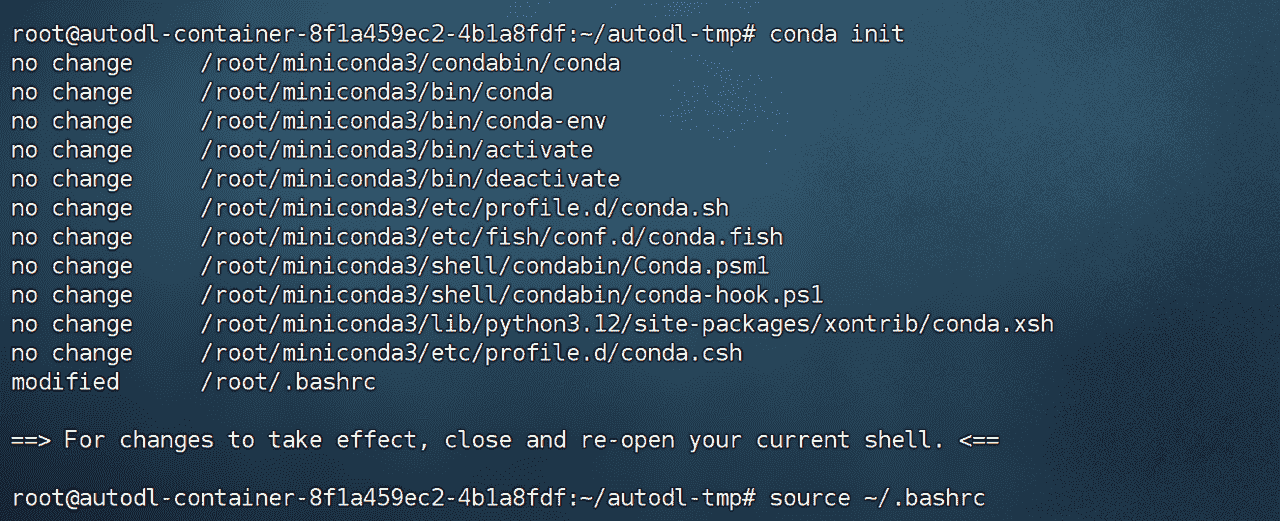 root@autodl-container-8f1a459ec2-4b1a8fdf:~/autodl-tmp# conda init
no change     /root/miniconda3/condabin/conda
no change     /root/miniconda3/bin/conda
no change     /root/miniconda3/bin/conda-env
no change     /root/miniconda3/bin/activate
no change     /root/miniconda3/bin/deactivate
no change     /root/miniconda3/etc/profile.d/conda.sh
no change     /root/miniconda3/etc/fish/conf.d/conda.fish
no change     /root/miniconda3/shell/condabin/Conda.psm1
no change     /root/miniconda3/shell/condabin/conda-hook.ps1
no change     /root/miniconda3/lib/python3.12/site-packages/xontrib/conda.xsh
no change     /root/miniconda3/etc/profile.d/conda.csh
modified      /root/.bashrc
==> For changes to take effect, close and re-open your current shell. <==
root@autodl-container-8f1a459ec2-4b1a8fdf:~/autodl-tmp# source ~/.bashrc